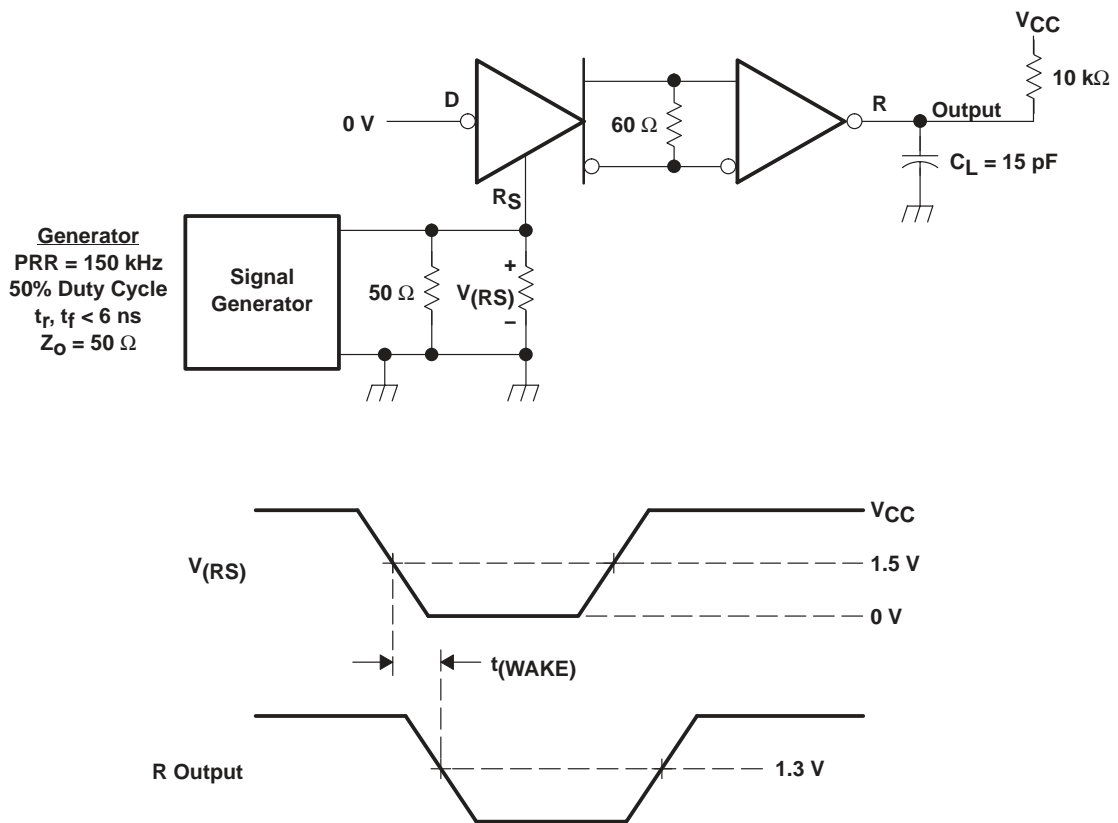 VCC
10 kΩ
D
R
Output
0 V
60 Ω
CL = 15 pF
RS
Generator
PRR = 150 kHz
50% Duty Cycle
tr, tf < 6 ns
Zo = 50 Ω
Signal
Generator
50 Ω
+
V(RS)
–
VCC
V(RS)
1.5 V
0 V
t(WAKE)
R Output
1.3 V